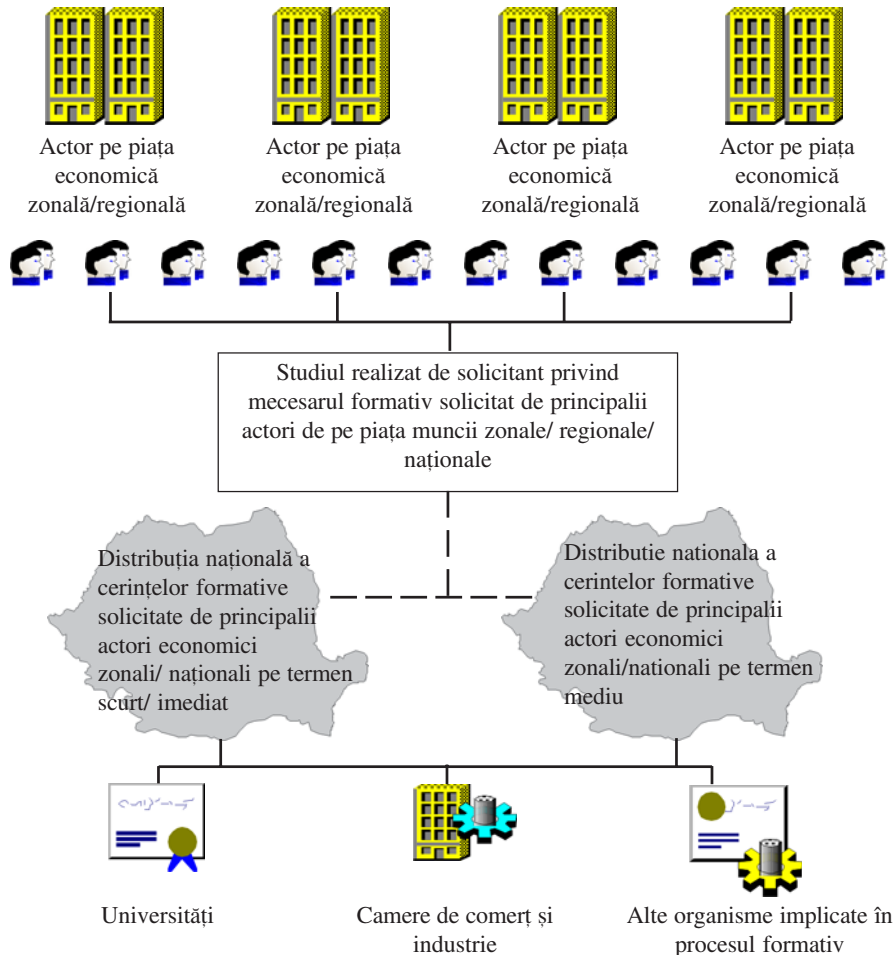 Actor pe piața
economică
zonală/regională
Actor pe piața
economică
zonală/regională
Actor pe piața
economică
zonală/regională
Actor pe piața
economică
zonală/regională
Studiul realizat de solicitant privind
mecesarul formativ solicitat de principalii
actori de pe piața muncii zonale/ regionale/
naționale
Distribuția națională a
cerințelor formative
solicitate de principalii
actori economici
zonali/ naționali pe termen
scurt/ imediat
Distributie nationala a
cerintelor formative
solicitate de principalii
actori economici
zonali/nationali pe termen
mediu
Universități
Camere de comerț și
industrie
Alte organisme implicate în
procesul formativ